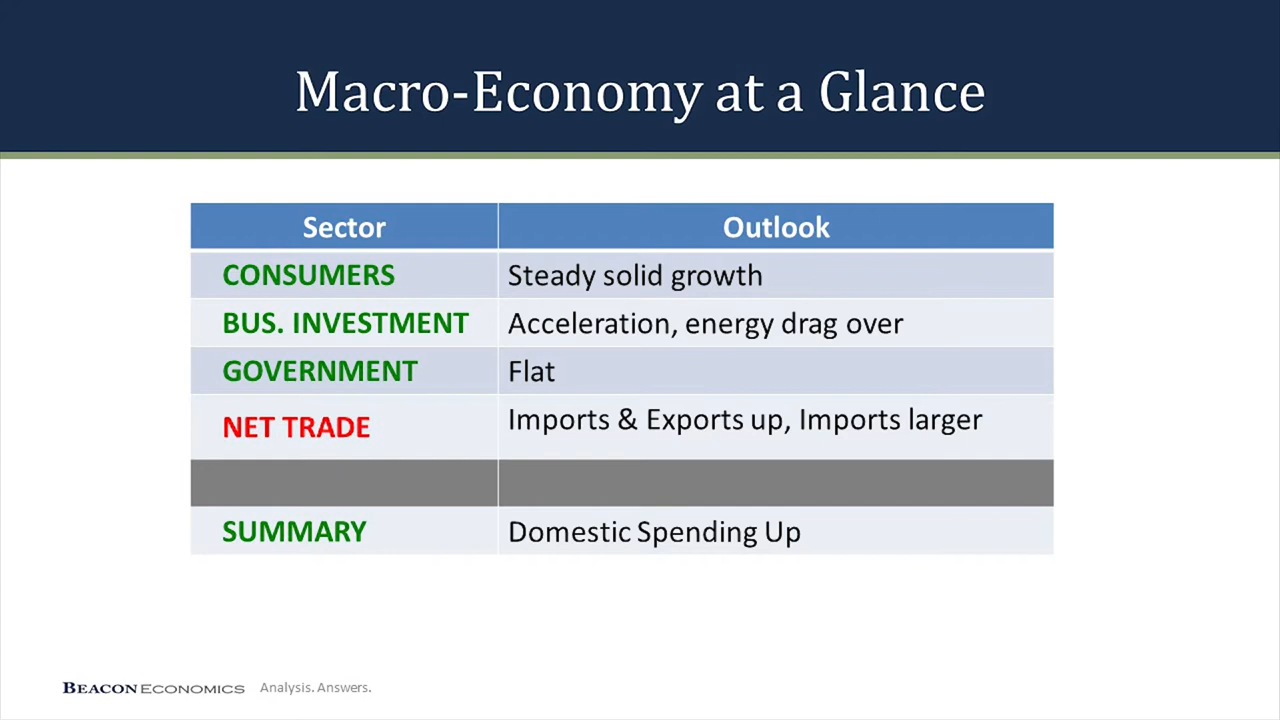 Macro-Economy at a Glance
Sector Outlook
CONSUMERS Steady solid growth
BUS. INVESTMENT Acceleration, energy drag over
GOVERNMENT Flat
NET TRADE Imports & Exports up, Imports larger
SUMMARY Domestic Spending Up
BEACON ECONOMICS Analysis. Answers.